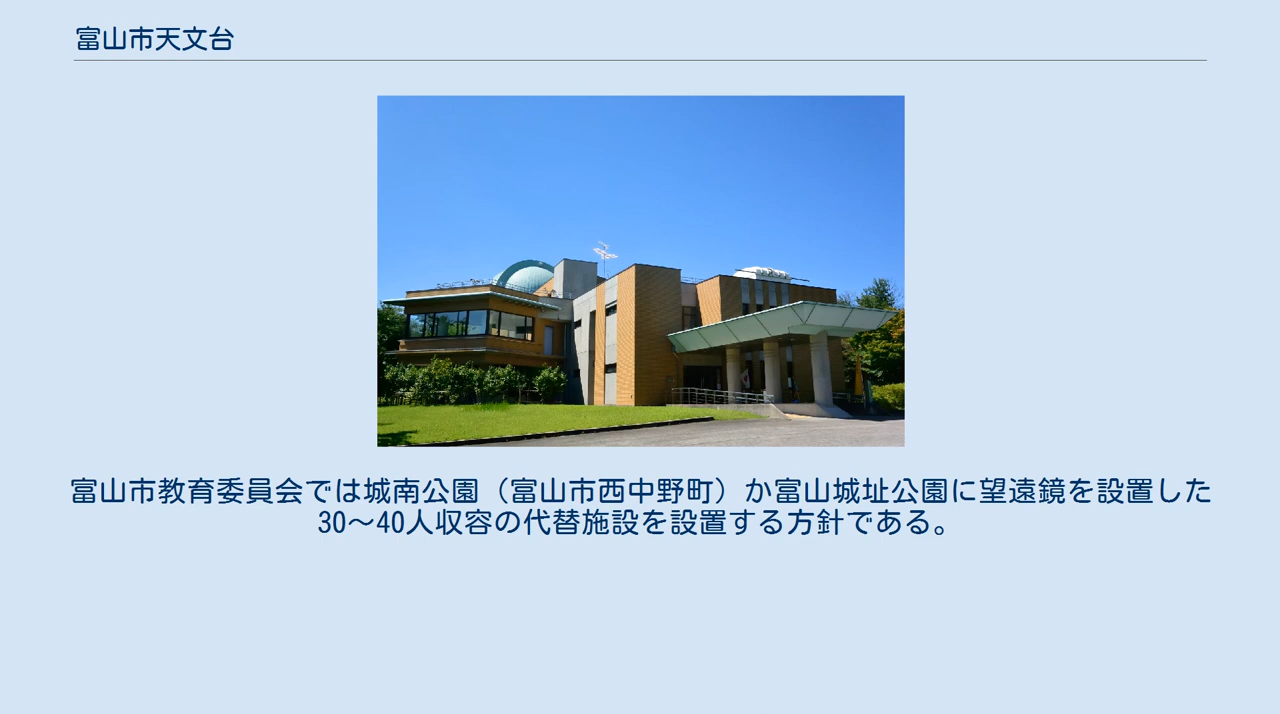 富山市天文台
富山市教育委員会では城南公園（富山市西中野町）か富山城址公園に望遠鏡を設置した
30～40人収容の代替施設を設置する方針である。